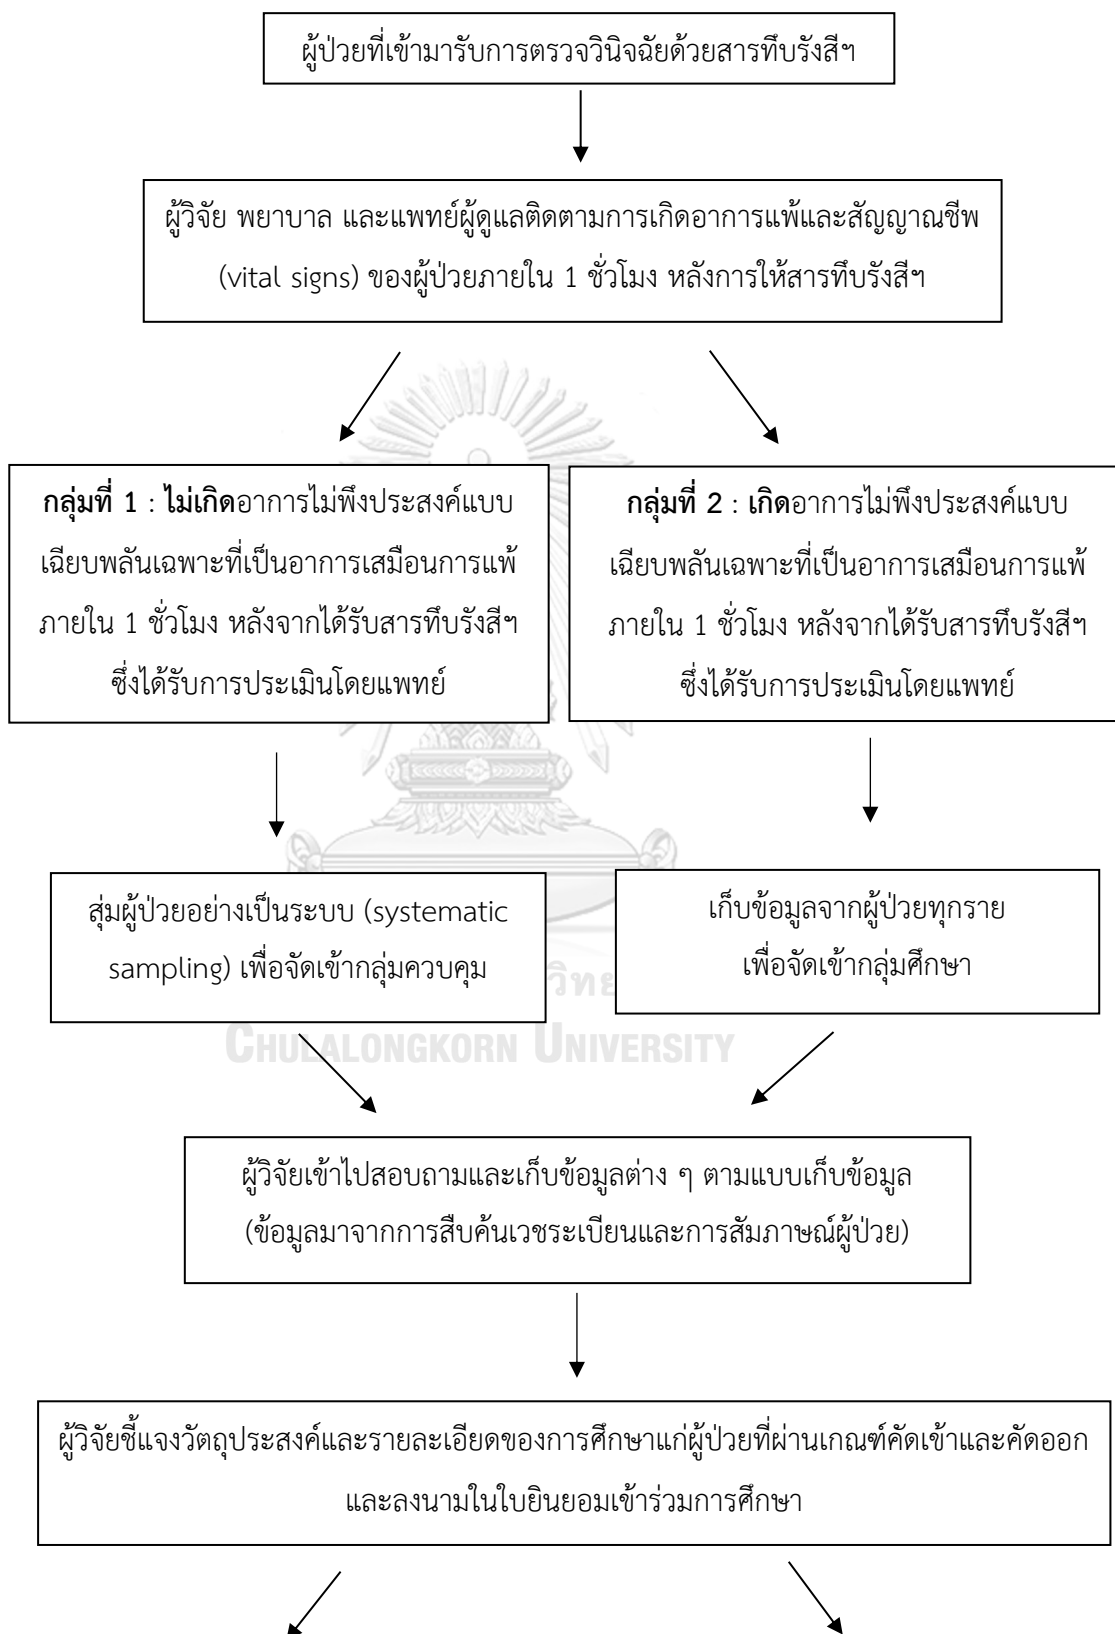 ผู้ป่วยที่เข้ามารับการตรวจวินิจฉัยด้วยสารทึบรังสีฯ
ผู้วิจัย พยาบาล และแพทย์ผู้ดูแลติดตามการเกิดอาการแพ้และสัญญาณชีพ
(vital signs) ของผู้ป่วยภายใน 1 ชั่วโมง หลังการให้สารทึบรังสีฯ
กลุ่มที่ 1 : ไม่เกิดอาการไม่พึงประสงค์แบบ
เฉียบพลันเฉพาะที่เป็นอาการเสมือนการแพ้
ภายใน 1 ชั่วโมง หลังจากได้รับสารทึบรังสีฯ
ซึ่งได้รับการประเมินโดยแพทย์
กลุ่มที่ 2 : เกิดอาการไม่พึงประสงค์แบบ
เฉียบพลันเฉพาะที่เป็นอาการเสมือนการแพ้
ภายใน 1 ชั่วโมง หลังจากได้รับสารทึบรังสีฯ
ซึ่งได้รับการประเมินโดยแพทย์
สุ่มผู้ป่วยอย่างเป็นระบบ (systematic
sampling) เพื่อจัดเข้ากลุ่มควบคุม
เก็บข้อมูลจากผู้ป่วยทุกราย
เพื่อจัดเข้ากลุ่มศึกษา
CHULALONGKORN UNIVERSITY
ผู้วิจัยเข้าไปสอบถามและเก็บข้อมูลต่าง ๆ ตามแบบเก็บข้อมูล
(ข้อมูลมาจากการสืบค้นเวชระเบียนและการสัมภาษณ์ผู้ป่วย)
ผู้วิจัยชี้แจงวัตถุประสงค์และรายละเอียดของการศึกษาแก่ผู้ป่วยที่ผ่านเกณฑ์คัดเข้าและคัดออก
และลงนามในใบยินยอมเข้าร่วมการศึกษา